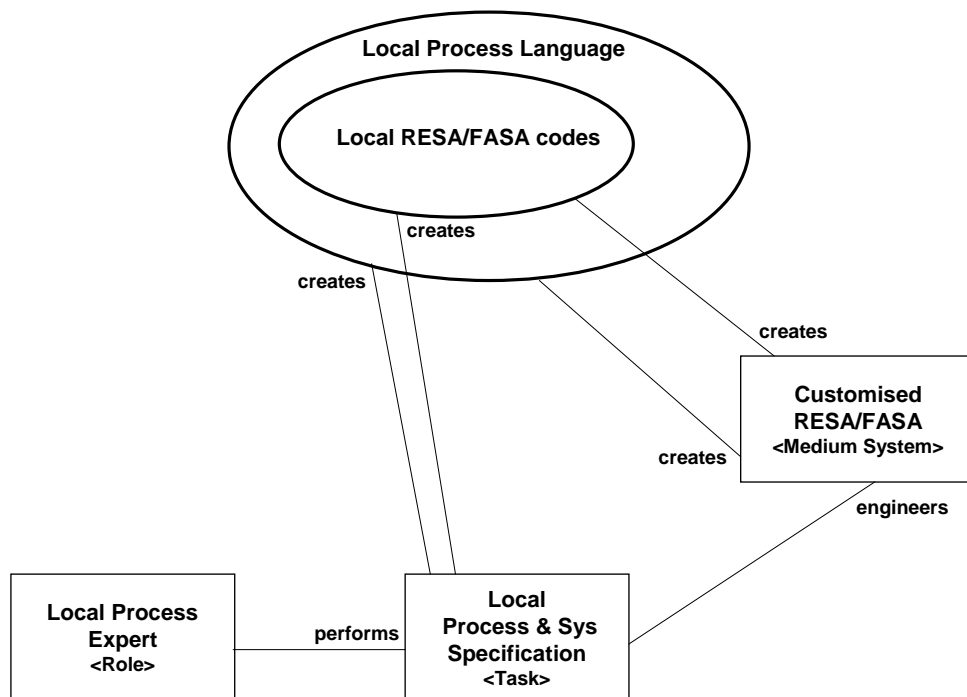 Local Process Language
Local RESA/FASA codes
creates
creates
creates
Customised
RESA/FASA
<Medium System>
creates
engineers
Local Process
Expert
<Role>
performs
Local
Process & Sys
Specification
<Task>